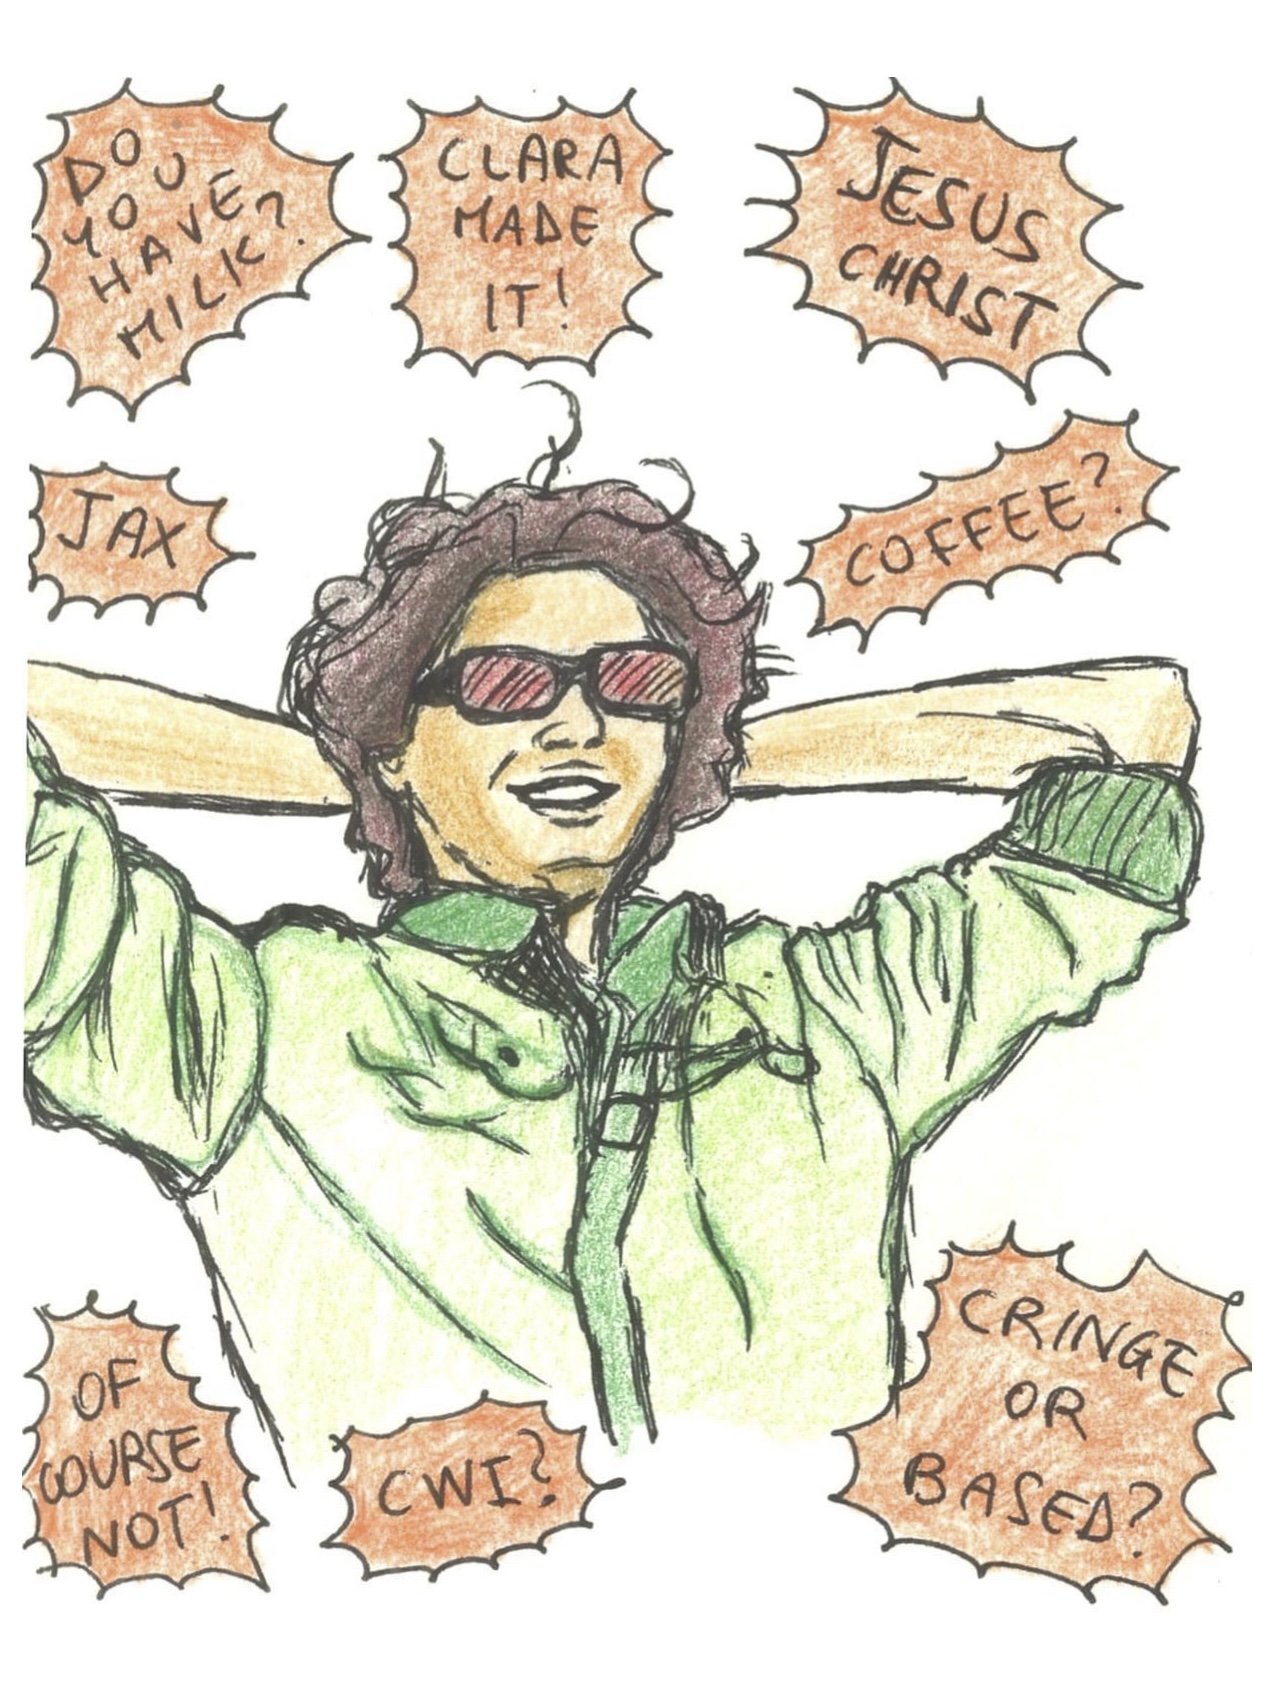 DO
YOU
HAVE
MILK?
CLARA
MADE
IT!
JESUS
CHRIST
JAX
COFFEE?
OF
COURSE
NOT!
CWI?
CRINGE
OR
BASED?